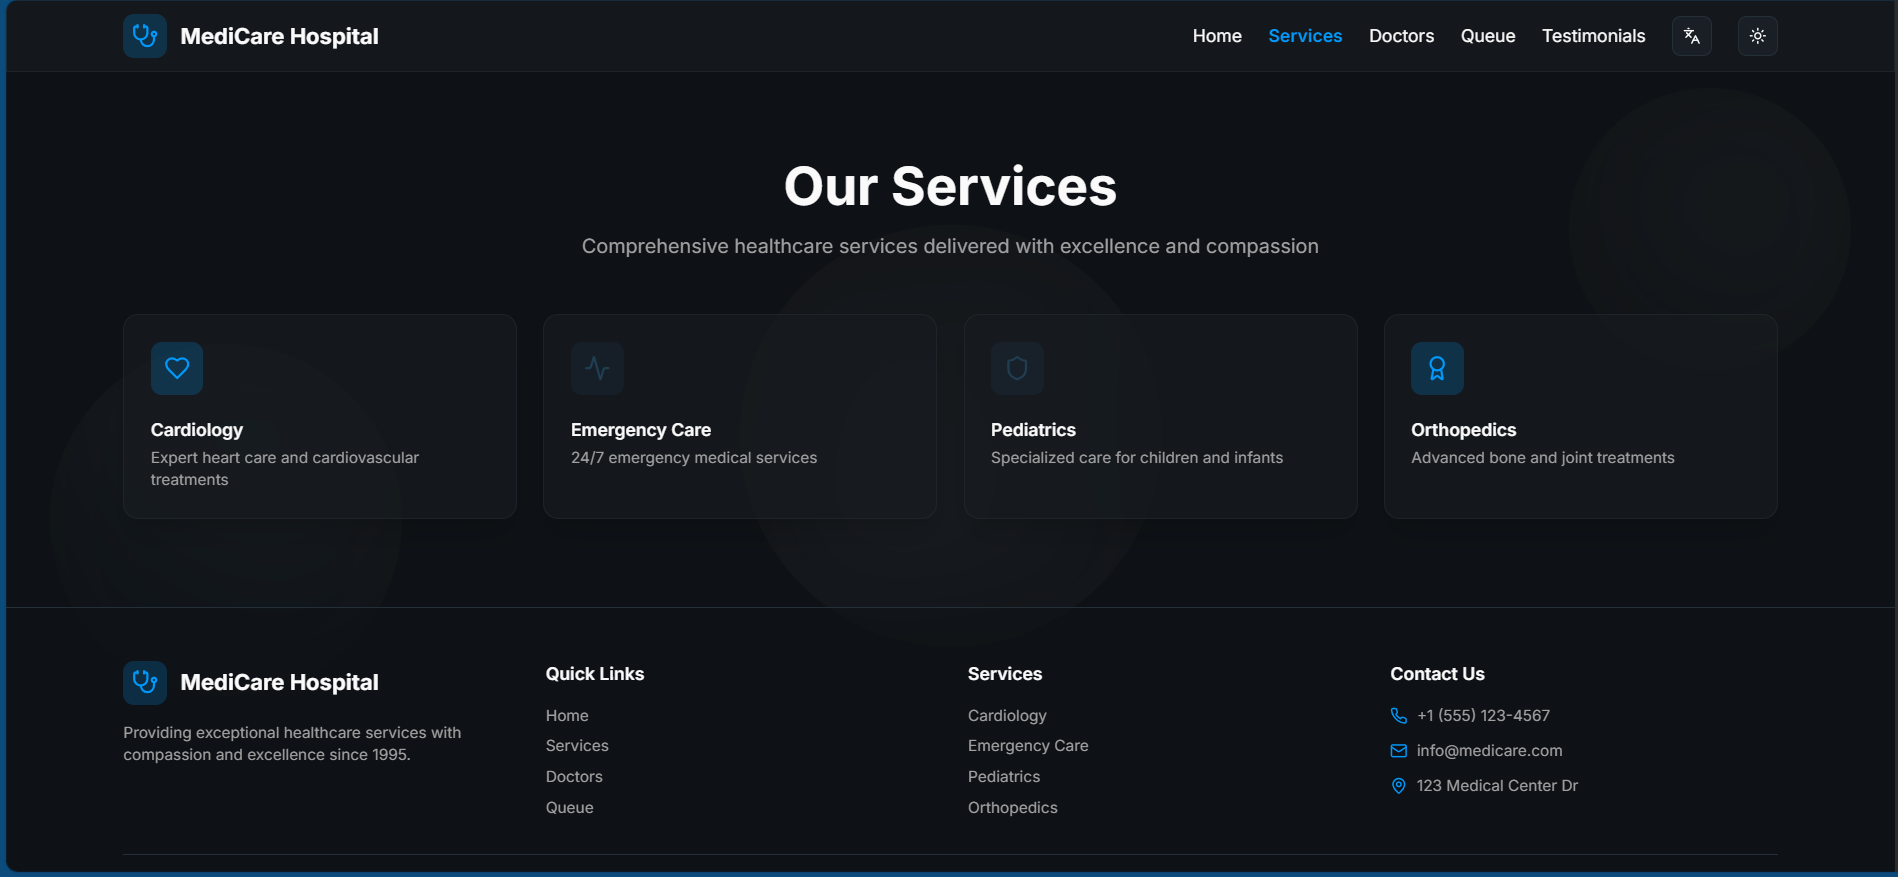 MediCare Hospital
Home Services Doctors Queue Testimonials
Our Services
Comprehensive healthcare services delivered with excellence and compassion
Cardiology
Expert heart care and cardiovascular
treatments
Emergency Care
24/7 emergency medical services
Pediatrics
Specialized care for children and infants
Orthopedics
Advanced bone and joint treatments
MediCare Hospital
Providing exceptional healthcare services with
compassion and excellence since 1995.
Quick Links
Home
Services
Doctors
Queue
Services
Cardiology
Emergency Care
Pediatrics
Orthopedics
Contact Us
+1 (555) 123-4567
info@medicare.com
123 Medical Center Dr